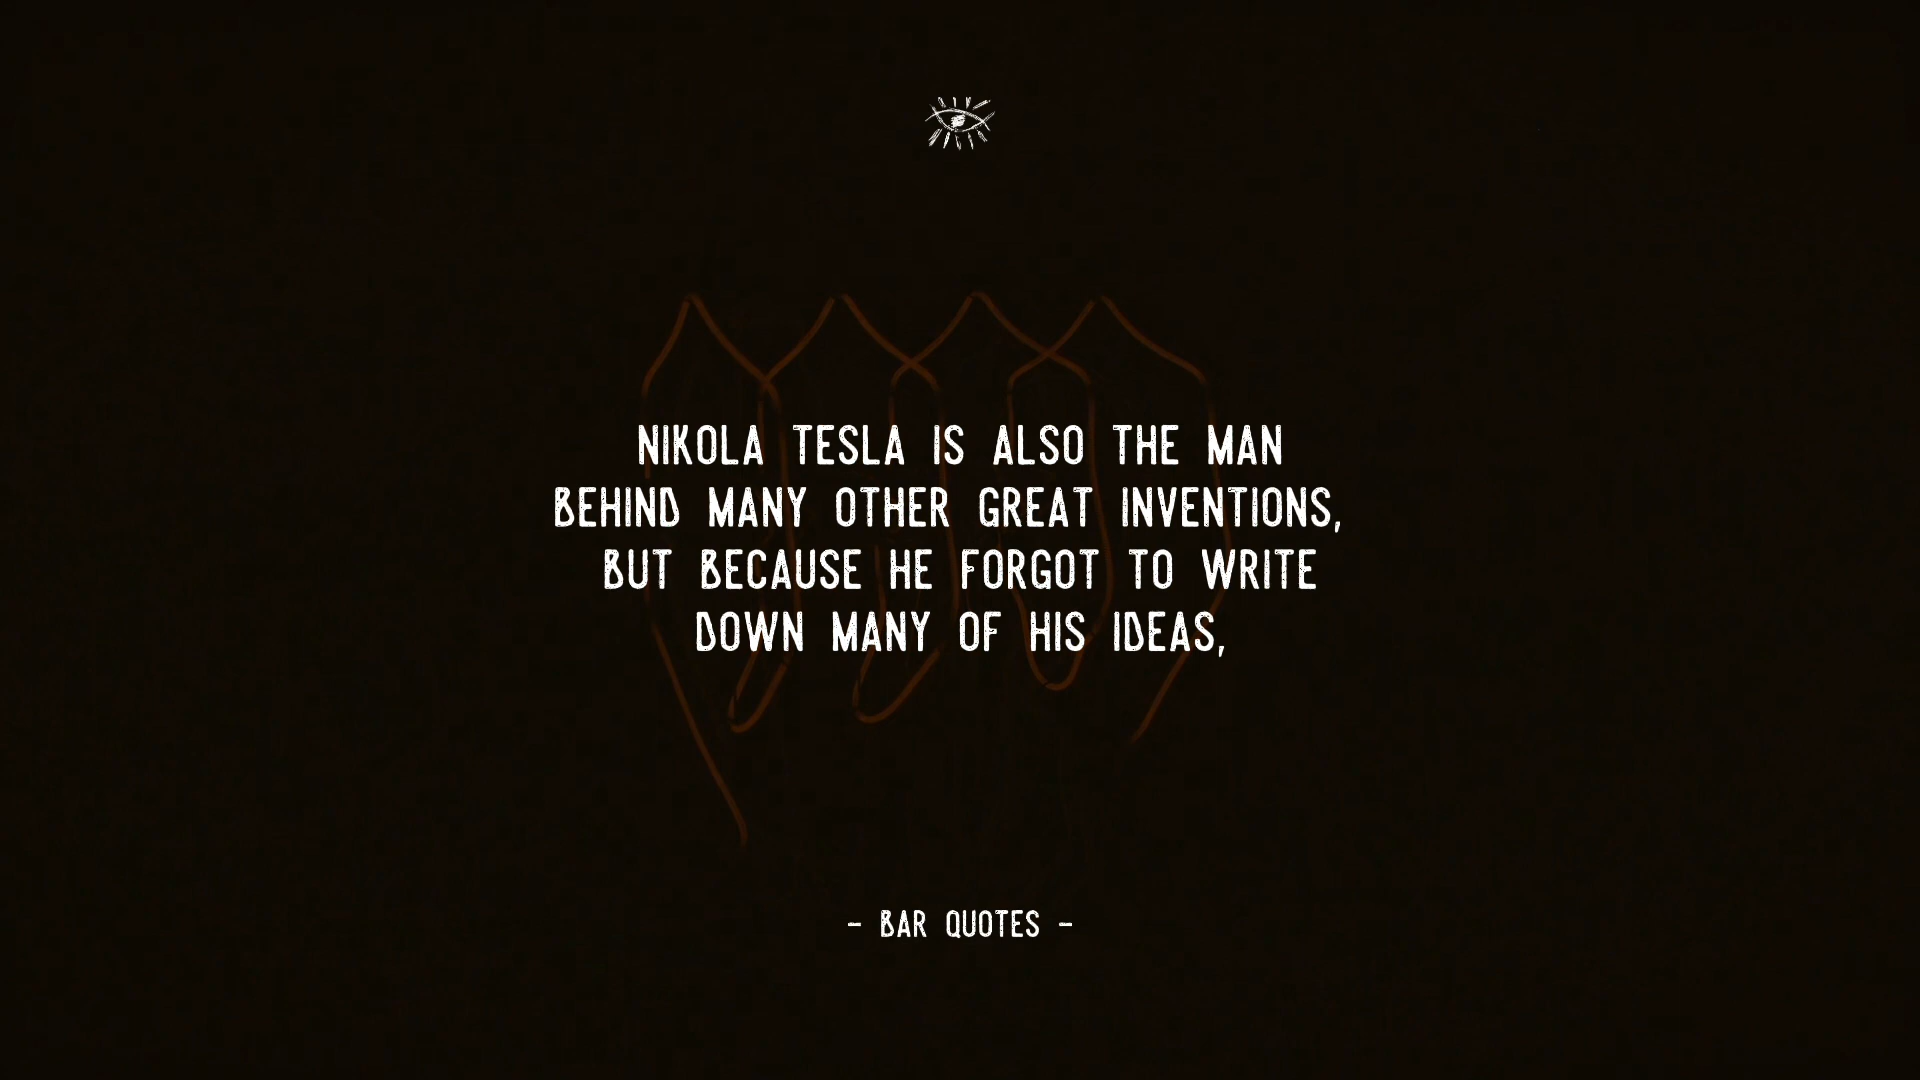 NIKOLA TESLA IS ALSO THE MAN
BEHIND MANY OTHER GREAT INVENTIONS,
BUT BECAUSE HE FORGOT TO WRITE
DOWN MANY OF HIS IDEAS,
- BAR QUOTES -